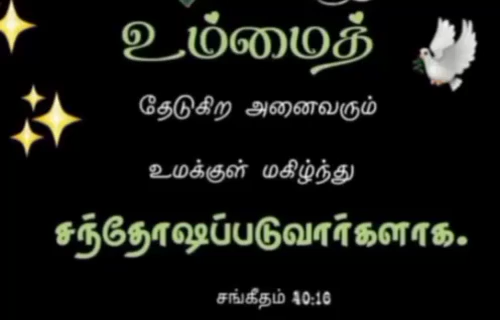 உம்மைத்
தேடுகிற அனைவரும்
உமக்குள் மகிழ்ந்து
சந்தோஷப்படுவார்களாக.
சங்கீதம் 40:16